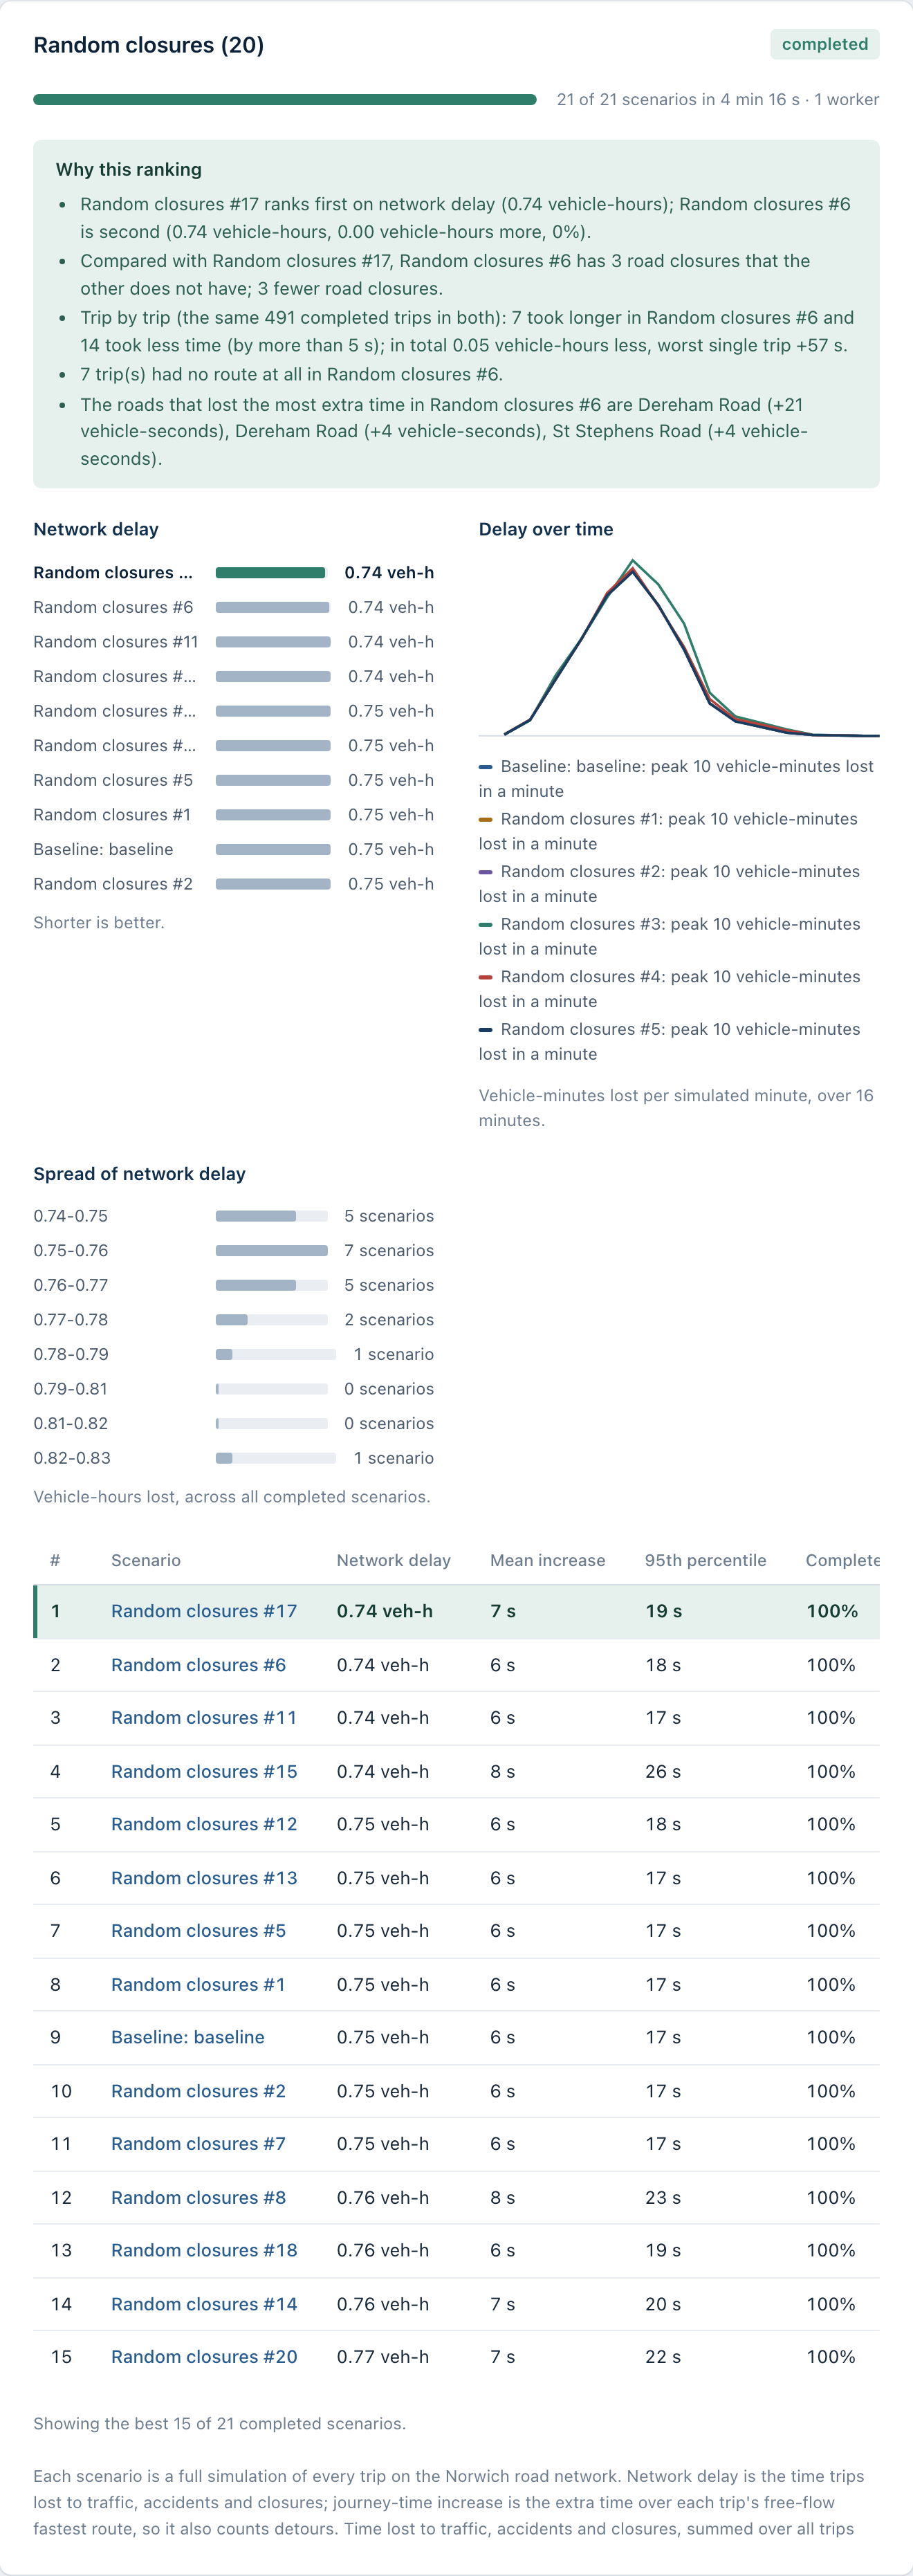 Random closures (20)
completed
21 of 21 scenarios in 4 min 16 s · 1 worker
Why this ranking
• Random closures #17 ranks first on network delay (0.74 vehicle-hours); Random closures #6
is second (0.74 vehicle-hours, 0.00 vehicle-hours more, 0%).
• Compared with Random closures #17, Random closures #6 has 3 road closures that the
other does not have; 3 fewer road closures.
• Trip by trip (the same 491 completed trips in both): 7 took longer in Random closures #6 and
14 took less time (by more than 5 s); in total 0.05 vehicle-hours less, worst single trip +57 s.
• 7 trip(s) had no route at all in Random closures #6.
• The roads that lost the most extra time in Random closures #6 are Dereham Road (+21
vehicle-seconds), Dereham Road (+4 vehicle-seconds), St Stephens Road (+4 vehicle-
seconds).
Network delay
Random closures ... 0.74 veh-h
Random closures #6 0.74 veh-h
Random closures #11 0.74 veh-h
Random closures #... 0.74 veh-h
Random closures #... 0.75 veh-h
Random closures #... 0.75 veh-h
Random closures #5 0.75 veh-h
Random closures #1 0.75 veh-h
Baseline: baseline 0.75 veh-h
Random closures #2 0.75 veh-h
Shorter is better.
Delay over time
Baseline: baseline: peak 10 vehicle-minutes lost
in a minute
Random closures #1: peak 10 vehicle-minutes
lost in a minute
Random closures #2: peak 10 vehicle-minutes
lost in a minute
Random closures #3: peak 10 vehicle-minutes
lost in a minute
Random closures #4: peak 10 vehicle-minutes
lost in a minute
Random closures #5: peak 10 vehicle-minutes
lost in a minute
Vehicle-minutes lost per simulated minute, over 16
minutes.
Spread of network delay
0.74-0.75 5 scenarios
0.75-0.76 7 scenarios
0.76-0.77 5 scenarios
0.77-0.78 2 scenarios
0.78-0.79 1 scenario
0.79-0.81 0 scenarios
0.81-0.82 0 scenarios
0.82-0.83 1 scenario
Vehicle-hours lost, across all completed scenarios.
# Scenario Network delay Mean increase 95th percentile Complete
1 Random closures #17 0.74 veh-h 7 s 19 s 100%
2 Random closures #6 0.74 veh-h 6 s 18 s 100%
3 Random closures #11 0.74 veh-h 6 s 17 s 100%
4 Random closures #15 0.74 veh-h 8 s 26 s 100%
5 Random closures #12 0.75 veh-h 6 s 18 s 100%
6 Random closures #13 0.75 veh-h 6 s 17 s 100%
7 Random closures #5 0.75 veh-h 6 s 17 s 100%
8 Random closures #1 0.75 veh-h 6 s 17 s 100%
9 Baseline: baseline 0.75 veh-h 6 s 17 s 100%
10 Random closures #2 0.75 veh-h 6 s 17 s 100%
11 Random closures #7 0.75 veh-h 6 s 17 s 100%
12 Random closures #8 0.76 veh-h 8 s 23 s 100%
13 Random closures #18 0.76 veh-h 6 s 19 s 100%
14 Random closures #14 0.76 veh-h 7 s 20 s 100%
15 Random closures #20 0.77 veh-h 7 s 22 s 100%
Showing the best 15 of 21 completed scenarios.
Each scenario is a full simulation of every trip on the Norwich road network. Network delay is the time trips
lost to traffic, accidents and closures; journey-time increase is the extra time over each trip's free-flow
fastest route, so it also counts detours. Time lost to traffic, accidents and closures, summed over all trips